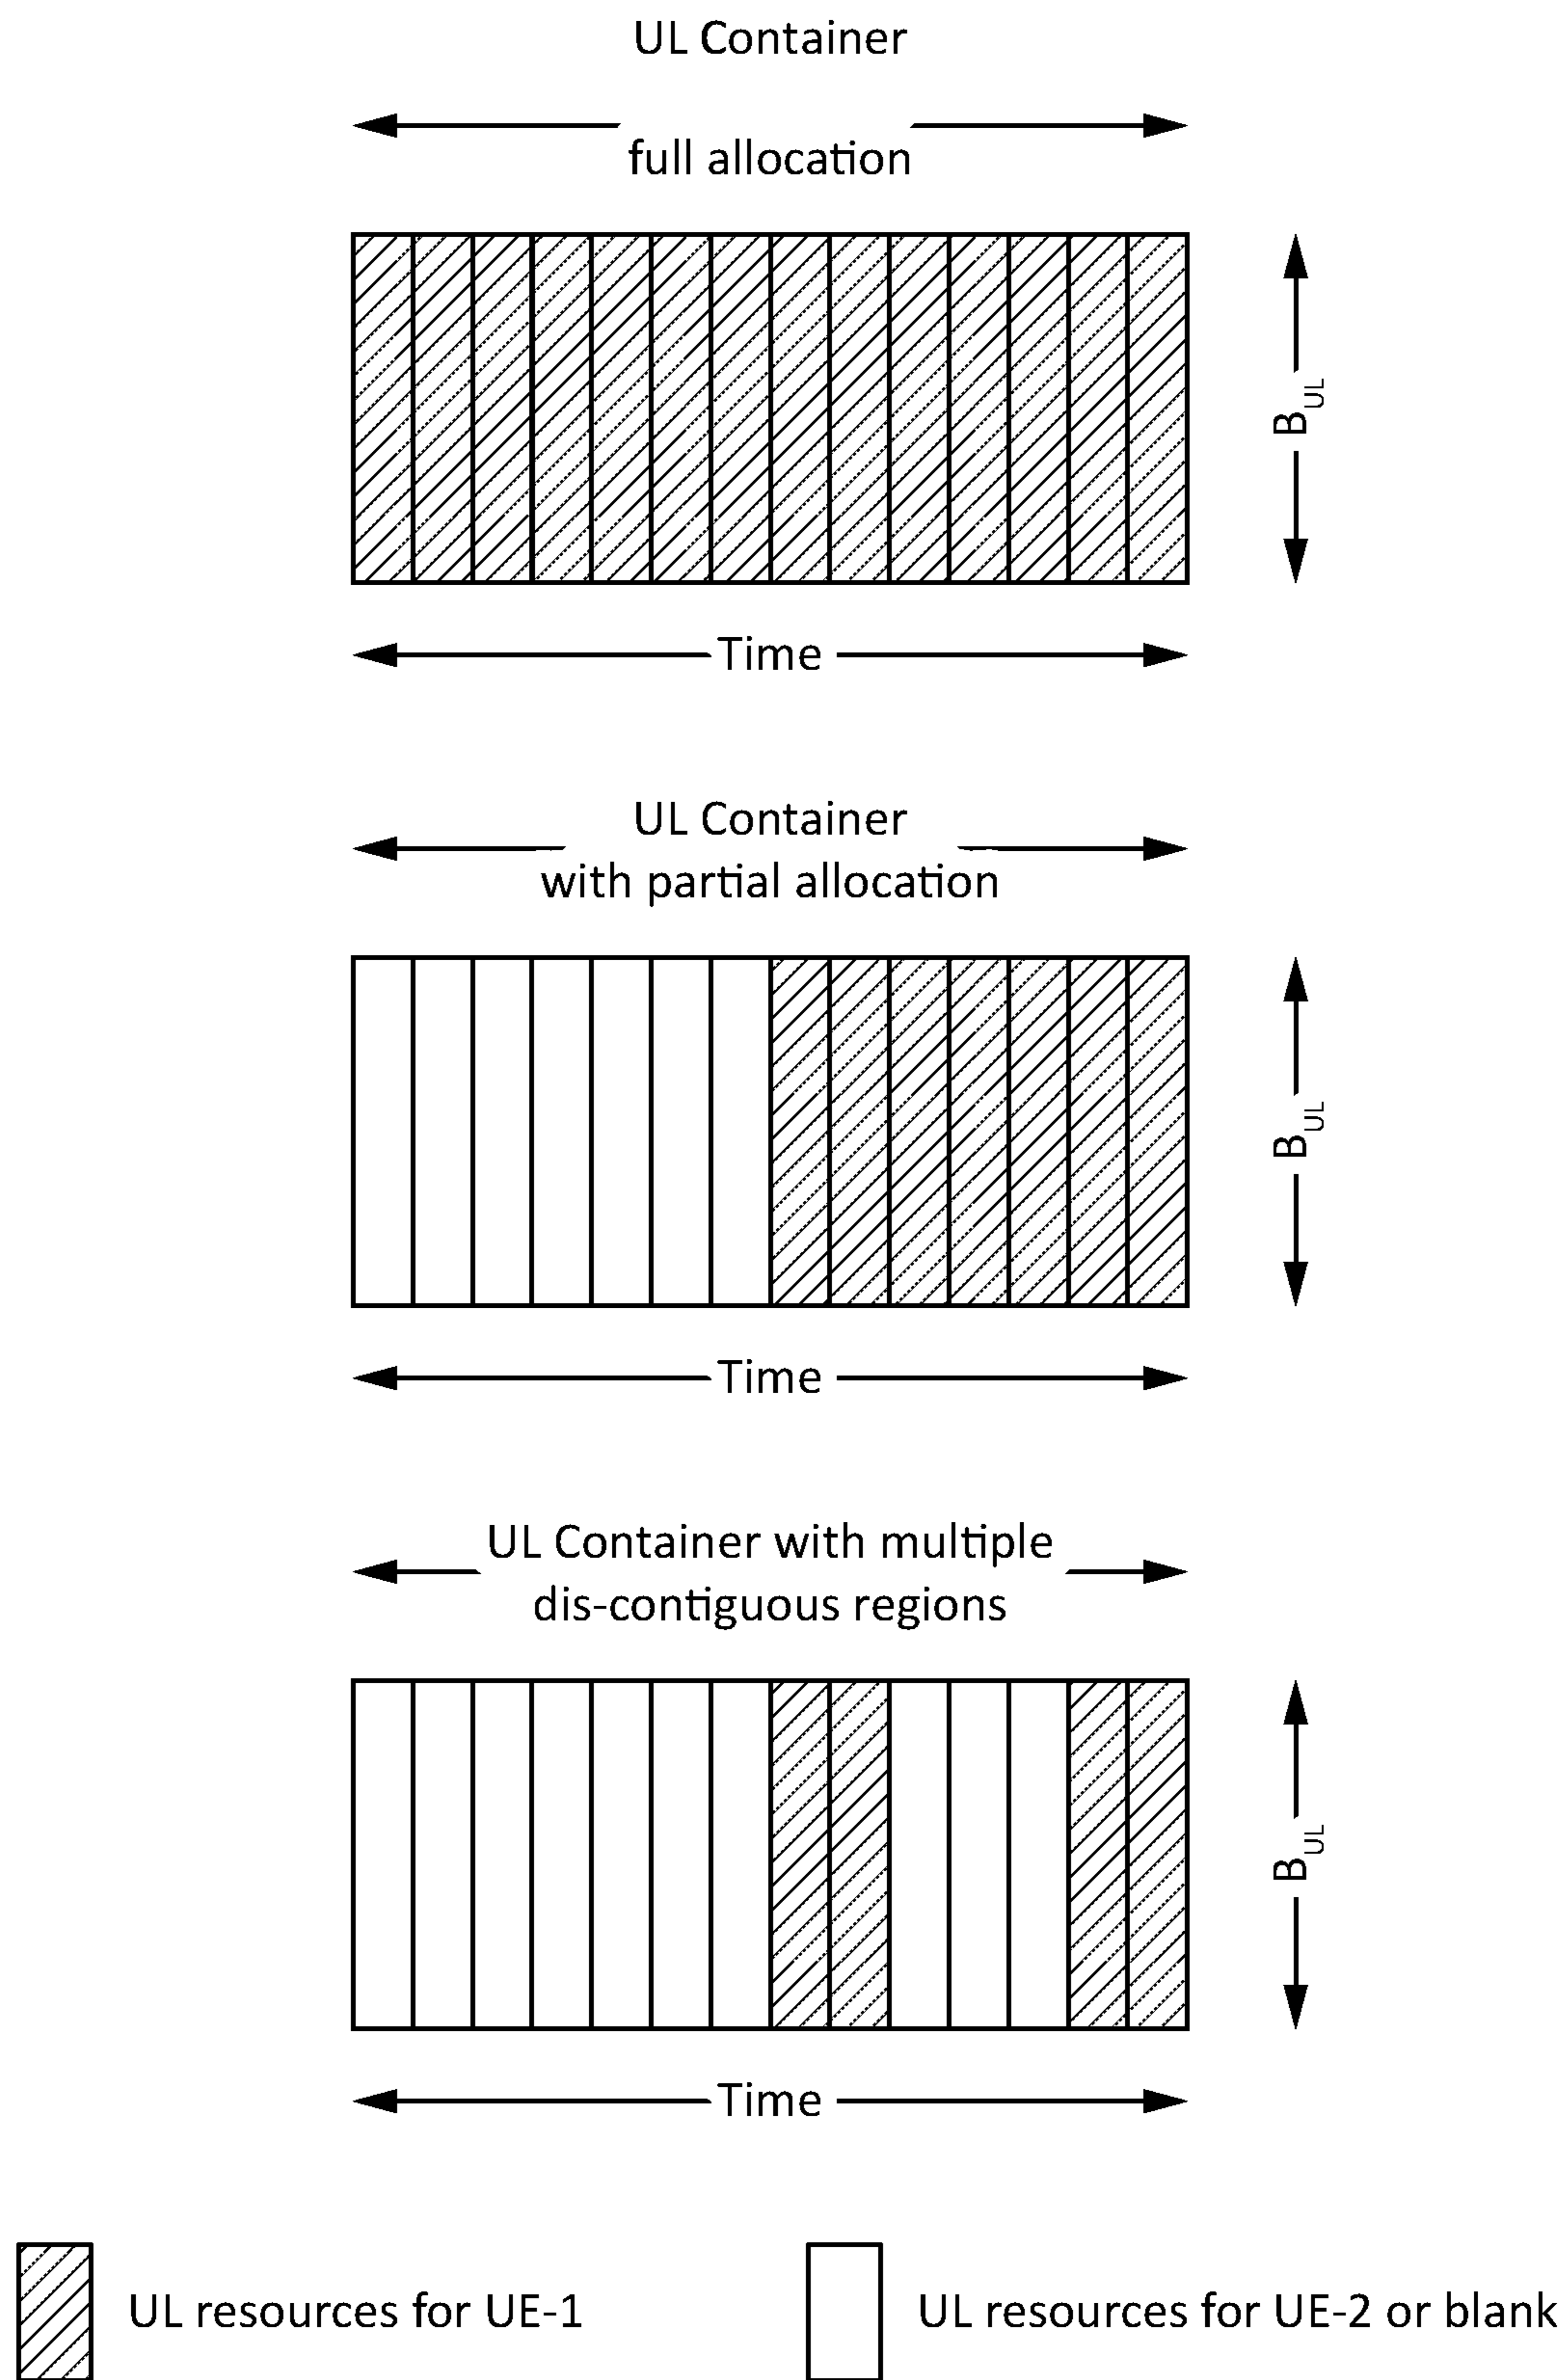 UL Container
full allocation
B_UL
Time
UL Container
with partial allocation
B_UL
Time
UL Container with multiple
dis-contiguous regions
B_UL
Time
UL resources for UE-1
UL resources for UE-2 or blank